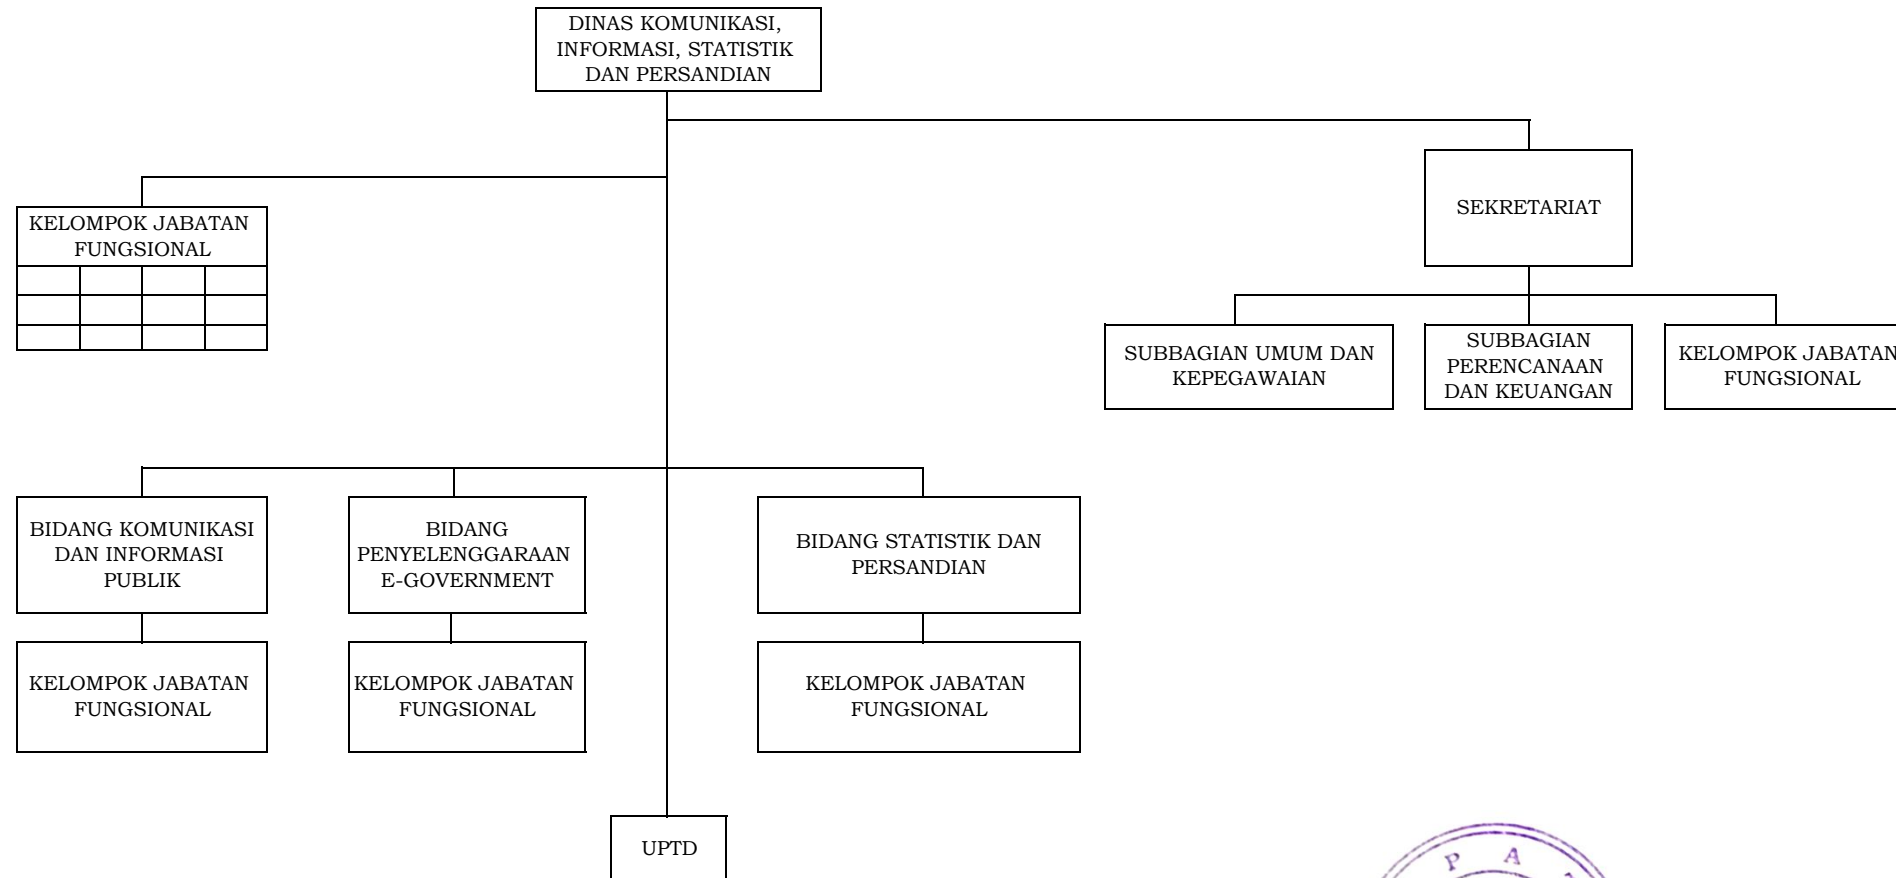 DINAS KOMUNIKASI,
INFORMASI, STATISTIK
DAN PERSANDIAN
SEKRETARIAT
KELOMPOK JABATAN
FUNGSIONAL
SUBBAGIAN UMUM DAN
KEPEGAWAIAN
SUBBAGIAN
PERENCANAAN
DAN KEUANGAN
KELOMPOK JABATAN
FUNGSIONAL
BIDANG KOMUNIKASI
DAN INFORMASI
PUBLIK
BIDANG
PENYELENGGARAAN
E-GOVERNMENT
BIDANG STATISTIK DAN
PERSANDIAN
KELOMPOK JABATAN
FUNGSIONAL
KELOMPOK JABATAN
FUNGSIONAL
KELOMPOK JABATAN
FUNGSIONAL
UPTD
P A